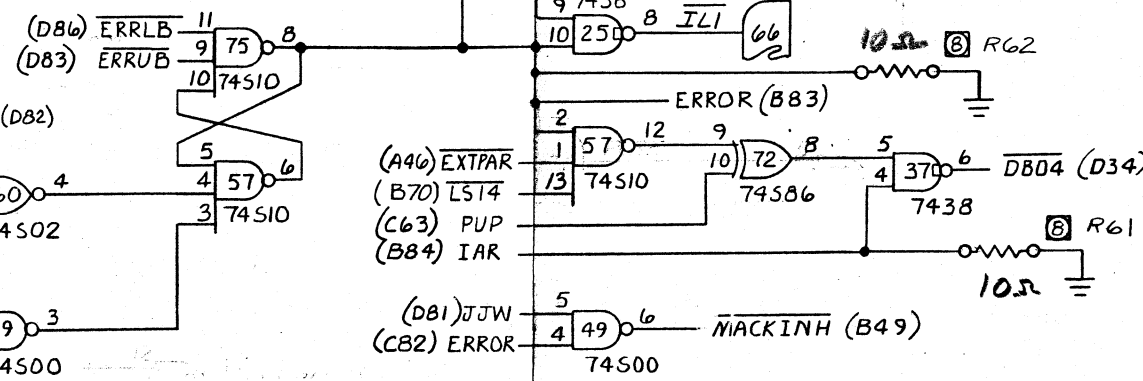 9 7438
(D86) ERRLB 11 8 ILI
75 8 10 25 66
(D83) ERRUB 9 10Ω 8 R62
10 74S10
ERROR (B83)
(D82)
2
12 9
5 (A46) EXTPAR 1 57 8 5
6 10 72 6 DB04 (D34)
4 4 57 (B70) LS14 13 74S10 4 37
74S86
74S10 7438
3 (C63) PUP
4S02 8 R61
(B84) IAR
10Ω
(D81) JJW 5
3 49 6 MACKINH (B49)
9 (C82) ERROR 4
4S00 74S00